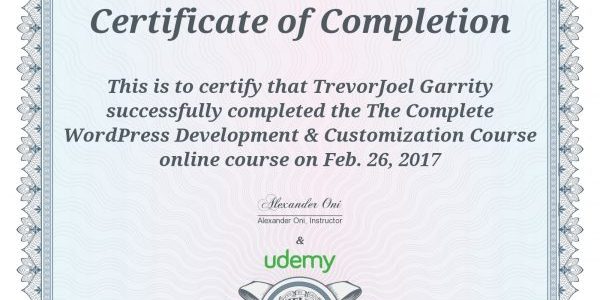 Certificate of Completion
This is to certify that TrevorJoel Garrity
successfully completed the The Complete
WordPress Development & Customization Course
online course on Feb. 26, 2017
Alexander Oni
Alexander Oni, Instructor
&
udemy